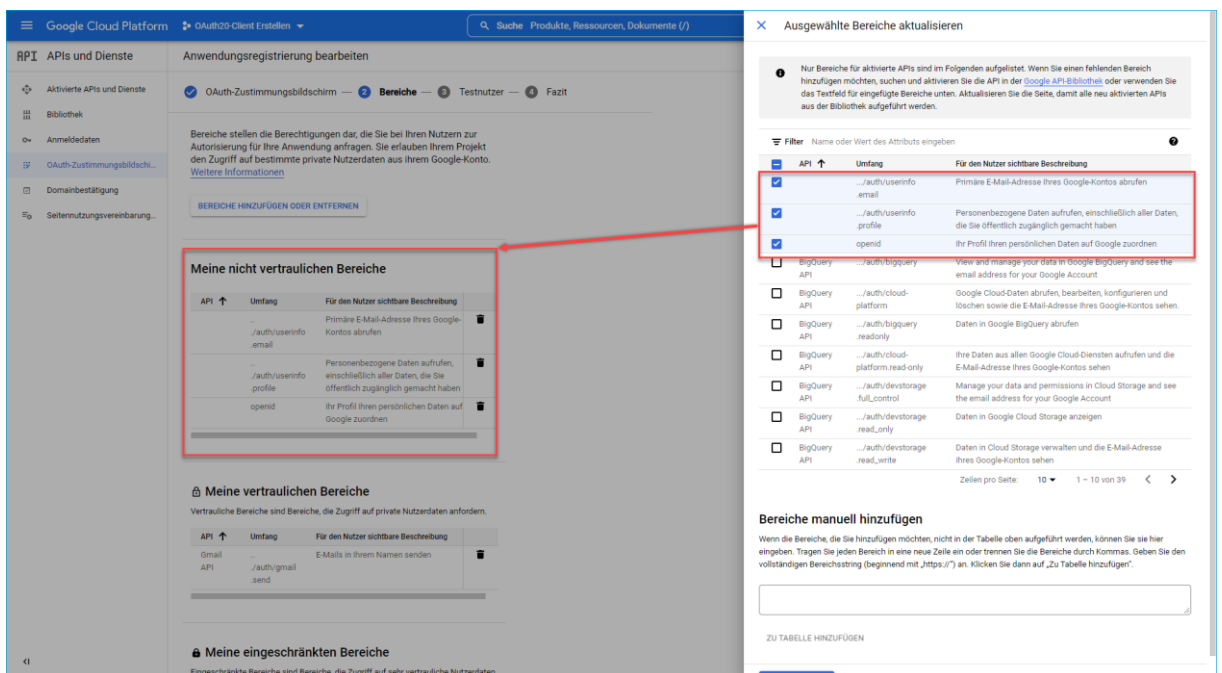 Google Cloud Platform
OAuth20-Client Erstellen
Suche Produkte, Ressourcen, Dokumente (/)
API APIs und Dienste
Aktivierte APIs und Dienste
Bibliothek
Anmeldedaten
OAuth-Zustimmungsbildschi...
Domainbestätigung
Seitennutzungsvereinbarung...
Anwendungsregistrierung bearbeiten
OAuth-Zustimmungsbildschirm — 2 Bereiche — 3 Testnutzer — 4 Fazit
Bereiche stellen die Berechtigungen dar, die Sie bei Ihren Nutzern zur
Autorisierung für Ihre Anwendung anfragen. Sie erlauben Ihrem Projekt
den Zugriff auf bestimmte private Nutzerdaten aus ihrem Google-Konto.
Weitere Informationen
BEREICHE HINZUFÜGEN ODER ENTFERNEN
Meine nicht vertraulichen Bereiche
API Umfang Für den Nutzer sichtbare Beschreibung
.. Primäre E-Mail-Adresse Ihres Google-
./auth/userinfo Kontos abrufen
.email
.. Personenbezogene Daten aufrufen,
./auth/userinfo einschließlich aller Daten, die Sie
.profile öffentlich zugänglich gemacht haben
openid Ihr Profil Ihren persönlichen Daten auf
Google zuordnen
Meine vertraulichen Bereiche
Vertrauliche Bereiche sind Bereiche, die Zugriff auf private Nutzerdaten anfordern.
API Umfang Für den Nutzer sichtbare Beschreibung
Gmail .. E-Mails in Ihrem Namen senden
API ./auth/gmail
.send
Meine eingeschränkten Bereiche
Eingeschränkte Bereiche sind Bereiche, die Zugriff auf sehr vertrauliche Nutzerdaten
Ausgewählte Bereiche aktualisieren
Nur Bereiche für aktivierte APIs sind im Folgenden aufgelistet. Wenn Sie einen fehlenden Bereich
hinzufügen möchten, suchen und aktivieren Sie die API in der Google API-Bibliothek oder verwenden Sie
das Textfeld für eingefügte Bereiche unten. Aktualisieren Sie die Seite, damit alle neu aktivierten APIs
aus der Bibliothek aufgeführt werden.
Filter Name oder Wert des Attributs eingeben
API Umfang Für den Nutzer sichtbare Beschreibung
.../auth/userinfo Primäre E-Mail-Adresse Ihres Google-Kontos abrufen
.email
.../auth/userinfo Personenbezogene Daten aufrufen, einschließlich aller Daten,
.profile die Sie öffentlich zugänglich gemacht haben
openid Ihr Profil Ihren persönlichen Daten auf Google zuordnen
BigQuery .../auth/bigquery View and manage your data in Google BigQuery and see the
API email address for your Google Account
BigQuery .../auth/cloud- Google Cloud-Daten abrufen, bearbeiten, konfigurieren und
API platform löschen sowie die E-Mail-Adresse Ihres Google-Kontos sehen.
BigQuery .../auth/bigquery Daten in Google BigQuery abrufen
API .readonly
BigQuery .../auth/cloud- Ihre Daten aus allen Google Cloud-Diensten aufrufen und die
API platform.read-only E-Mail-Adresse Ihres Google-Kontos sehen
BigQuery .../auth/devstorage Manage your data and permissions in Cloud Storage and see
API .full_control the email address for your Google Account
BigQuery .../auth/devstorage Daten in Google Cloud Storage anzeigen
API .read_only
BigQuery .../auth/devstorage Daten in Cloud Storage verwalten und die E-Mail-Adresse
API .read_write Ihres Google-Kontos sehen
Zeilen pro Seite: 10 1 – 10 von 39
Bereiche manuell hinzufügen
Wenn die Bereiche, die Sie hinzufügen möchten, nicht in der Tabelle oben aufgeführt werden, können Sie sie hier
eingeben. Tragen Sie jeden Bereich in eine neue Zeile ein oder trennen Sie die Bereiche durch Kommas. Geben Sie den
vollständigen Bereichsstring (beginnend mit „https://") an. Klicken Sie dann auf „Zu Tabelle hinzufügen".
ZU TABELLE HINZUFÜGEN